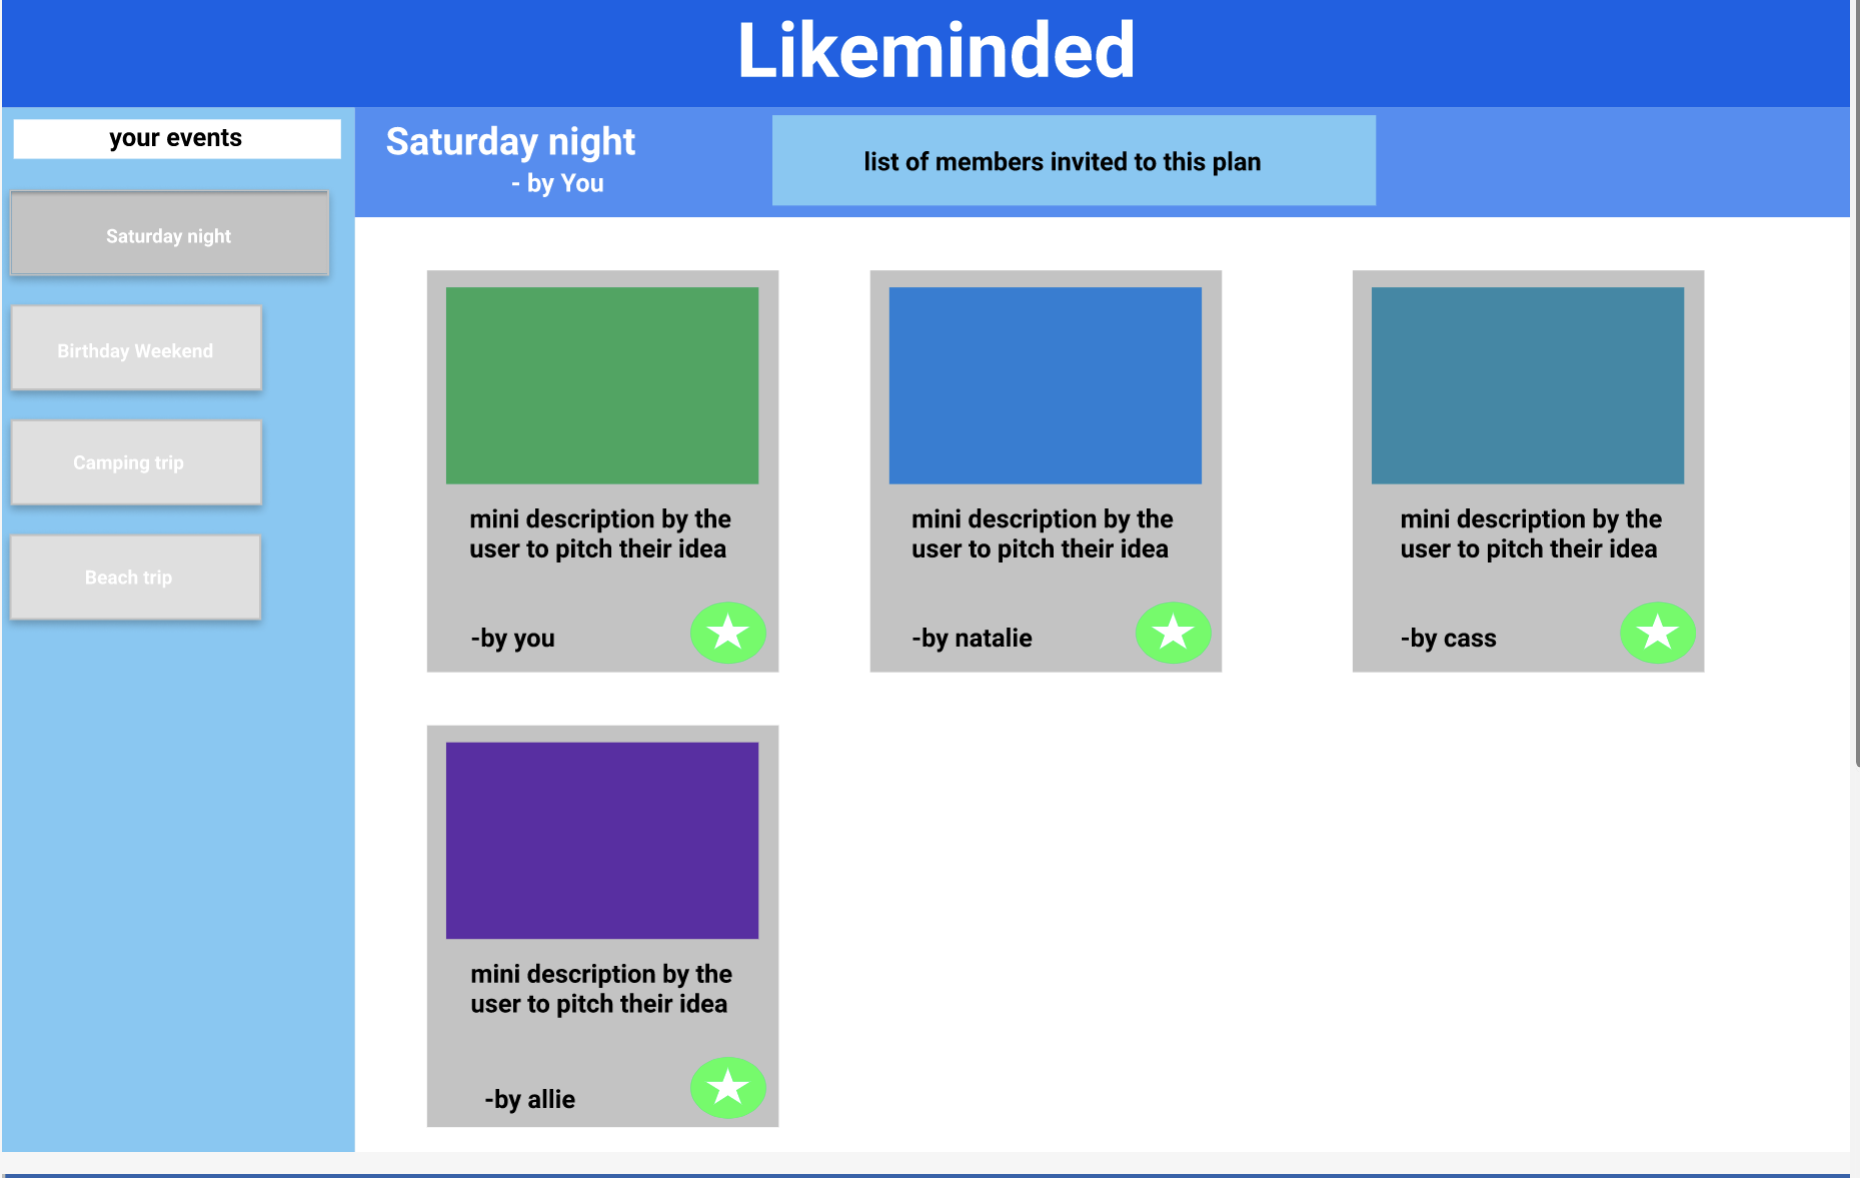 Likeminded
your events
Saturday night
Birthday Weekend
Camping trip
Beach trip
Saturday night
- by You
list of members invited to this plan
mini description by the
user to pitch their idea
-by you
mini description by the
user to pitch their idea
-by natalie
mini description by the
user to pitch their idea
-by cass
mini description by the
user to pitch their idea
-by allie